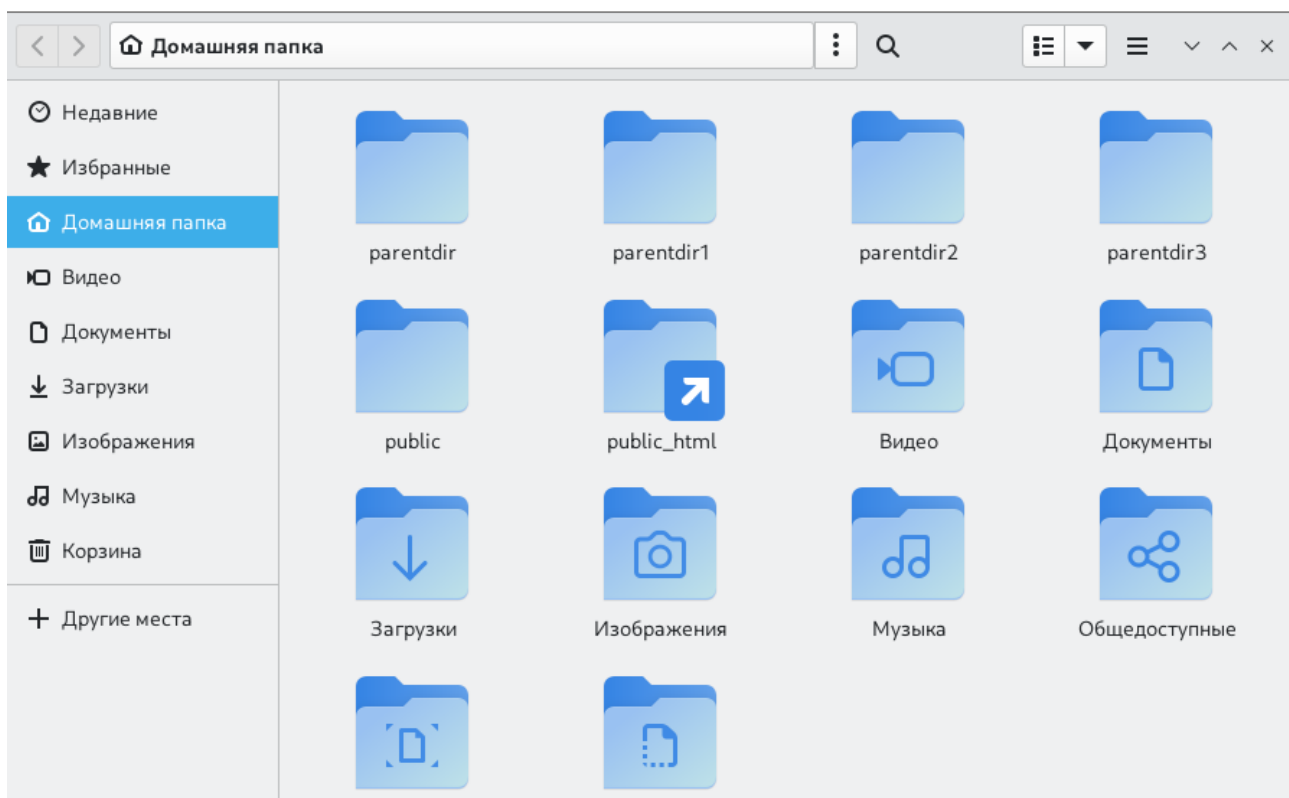 Домашняя папка
Недавние
Избранные
Домашняя папка
Видео
Документы
Загрузки
Изображения
Музыка
Корзина
Другие места
parentdir parentdir1 parentdir2 parentdir3
public public_html Видео Документы
Загрузки Изображения Музыка Общедоступные